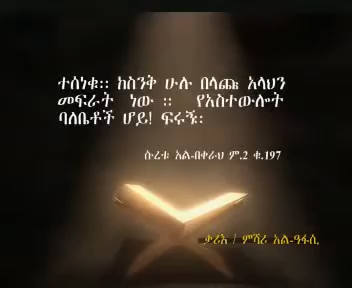 ተሰነቁ፡፡ ከስንቅ ሁሉ በላጩ አላህን
መፍራት ነው ፡፡ የአስተውሎት
ባለቤቶች ሆይ! ፍሩኝ፡፡
ሱረቱ አል-በቀራህ ም.2 ቁ.197
ቃሪእ / ምሻሪ አል-ዓፋሲ